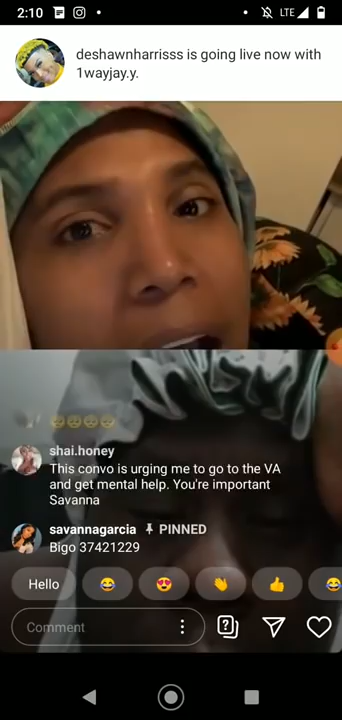 2:10
LTE
deshawnharrisss is going live now with
1wayjay.y.
shai.honey
This convo is urging me to go to the VA
and get mental help. You're important
Savanna
savannagarcia PINNED
Bigo 37421229
Hello
Comment